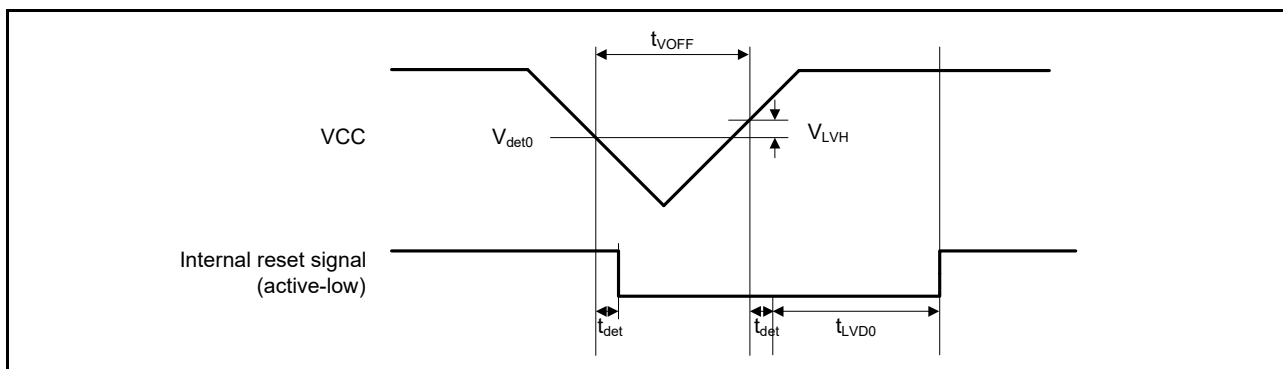 tVOFF
VCC
Vdet0
VLVH
Internal reset signal
(active-low)
tdet
tdet
tLVD0